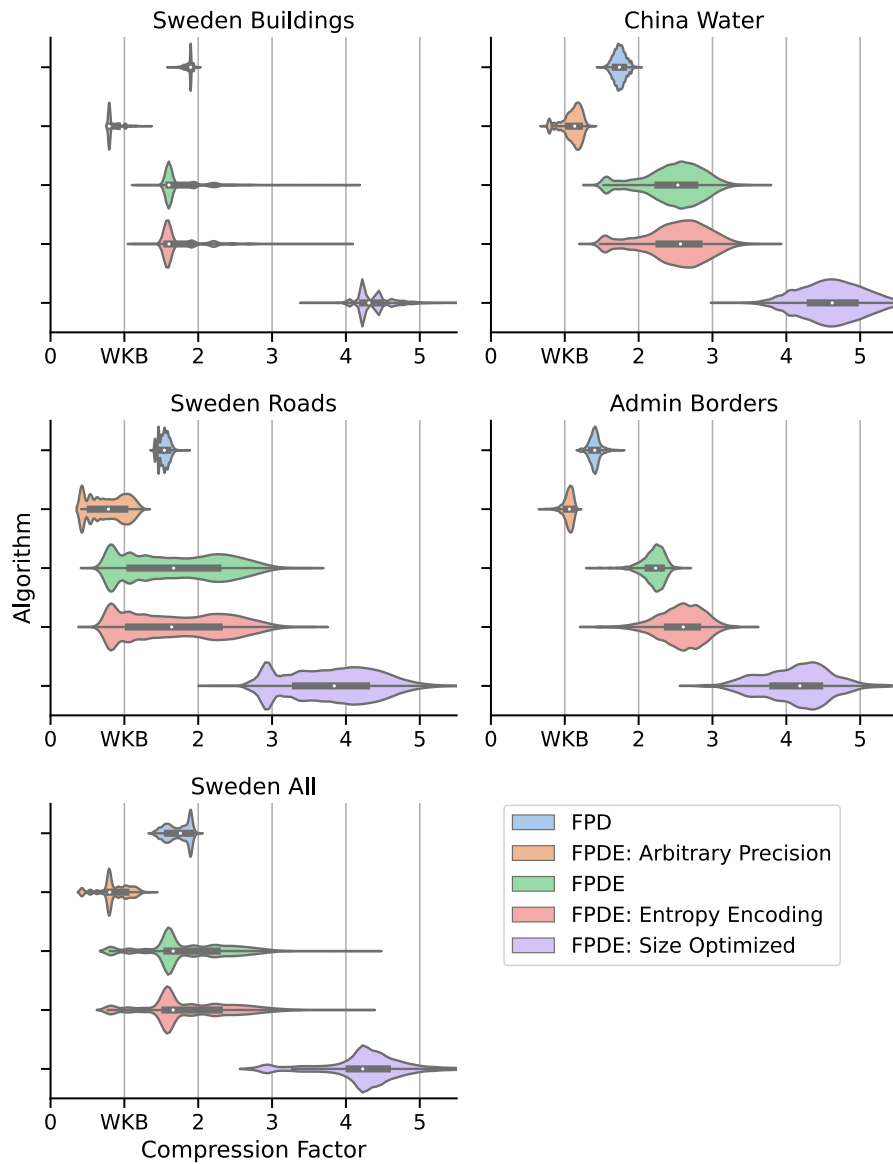 Sweden Buildings
China Water
0 WKB 2 3 4 5
0 WKB 2 3 4 5
Sweden Roads
Admin Borders
Algorithm
0 WKB 2 3 4 5
0 WKB 2 3 4 5
Sweden All
FPD
FPDE: Arbitrary Precision
FPDE
FPDE: Entropy Encoding
FPDE: Size Optimized
0 WKB 2 3 4 5
Compression Factor